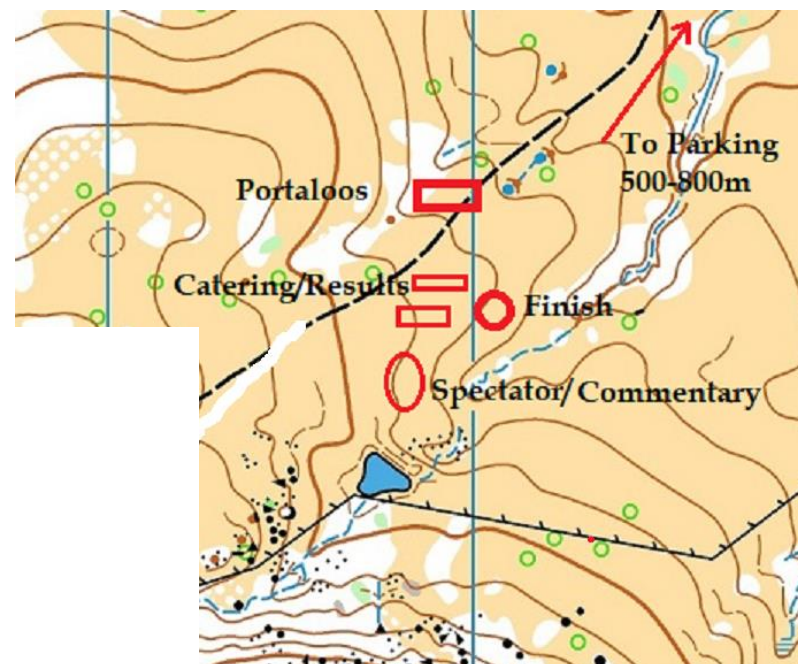 To Parking
500-800m
Portaloos
Catering/Results
Finish
Spectator/Commentary